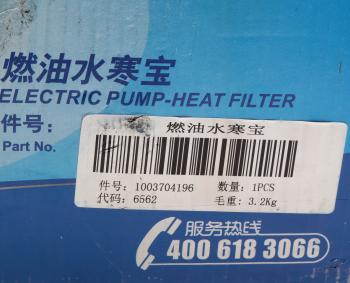 燃油水寒宝
ELECTRIC PUMP-HEAT FILTER
件号：
Part No.
燃油水寒宝
件号: 1003704196 数量: 1PCS
代码: 6562 毛重: 3.2Kg
服务热线
400 618 3066